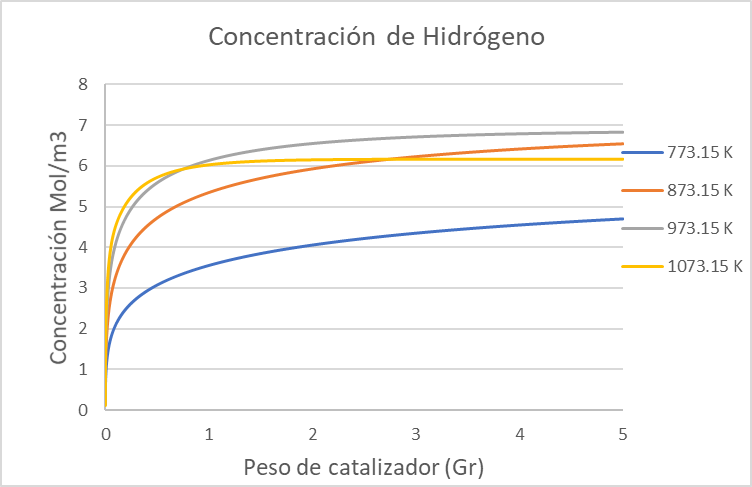 Concentración de Hidrógeno
Concentración Mol/m3
8
7
6
5
4
3
2
1
0
0 1 2 3 4 5
Peso de catalizador (Gr)
773.15 K
873.15 K
973.15 K
1073.15 K